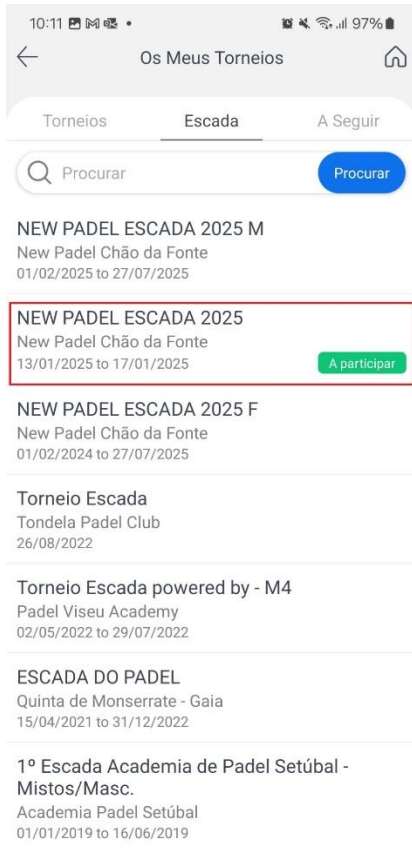 10:11
97%
Os Meus Torneios
Torneios Escada A Seguir
Procurar Procurar
NEW PADEL ESCADA 2025 M
New Padel Chão da Fonte
01/02/2025 to 27/07/2025
NEW PADEL ESCADA 2025
New Padel Chão da Fonte
13/01/2025 to 17/01/2025 A participar
NEW PADEL ESCADA 2025 F
New Padel Chão da Fonte
01/02/2024 to 27/07/2025
Torneio Escada
Tondela Padel Club
26/08/2022
Torneio Escada powered by - M4
Padel Viseu Academy
02/05/2022 to 29/07/2022
ESCADA DO PADEL
Quinta de Monserrate - Gaia
15/04/2021 to 31/12/2022
1º Escada Academia de Padel Setúbal -
Mistos/Masc.
Academia Padel Setúbal
01/01/2019 to 16/06/2019